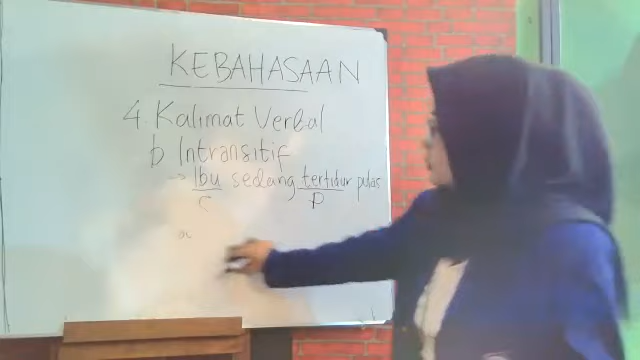 KEBAHASAAN
4. Kalimat Verbal
b Intransitif
→ Ibu sedang tertidur pulas
S P